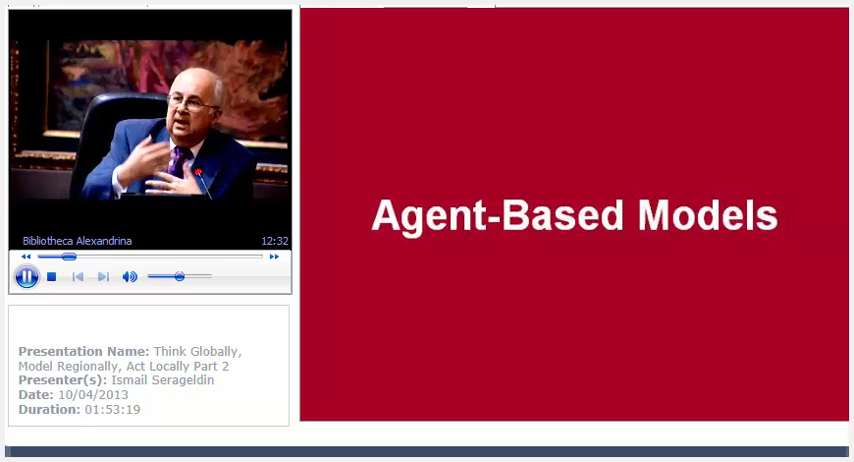 Bibliotheca Alexandrina 12:32
Agent-Based Models
Presentation Name: Think Globally,
Model Regionally, Act Locally Part 2
Presenter(s): Ismail Serageldin
Date: 10/04/2013
Duration: 01:53:19